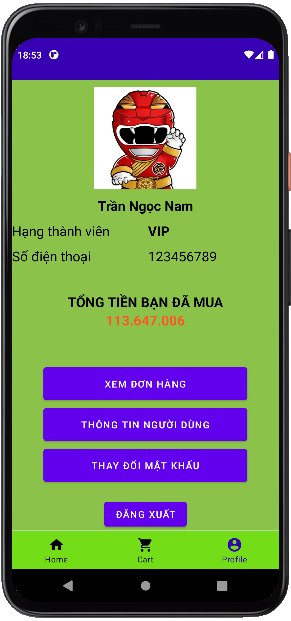 18:53
Trần Ngọc Nam
Hạng thành viên VIP
Số điện thoại 123456789
TỔNG TIỀN BẠN ĐÃ MUA
113.647.006
XEM ĐƠN HÀNG
THÔNG TIN NGƯỜI DÙNG
THAY ĐỔI MẬT KHẨU
ĐĂNG XUẤT
Home Cart Profile